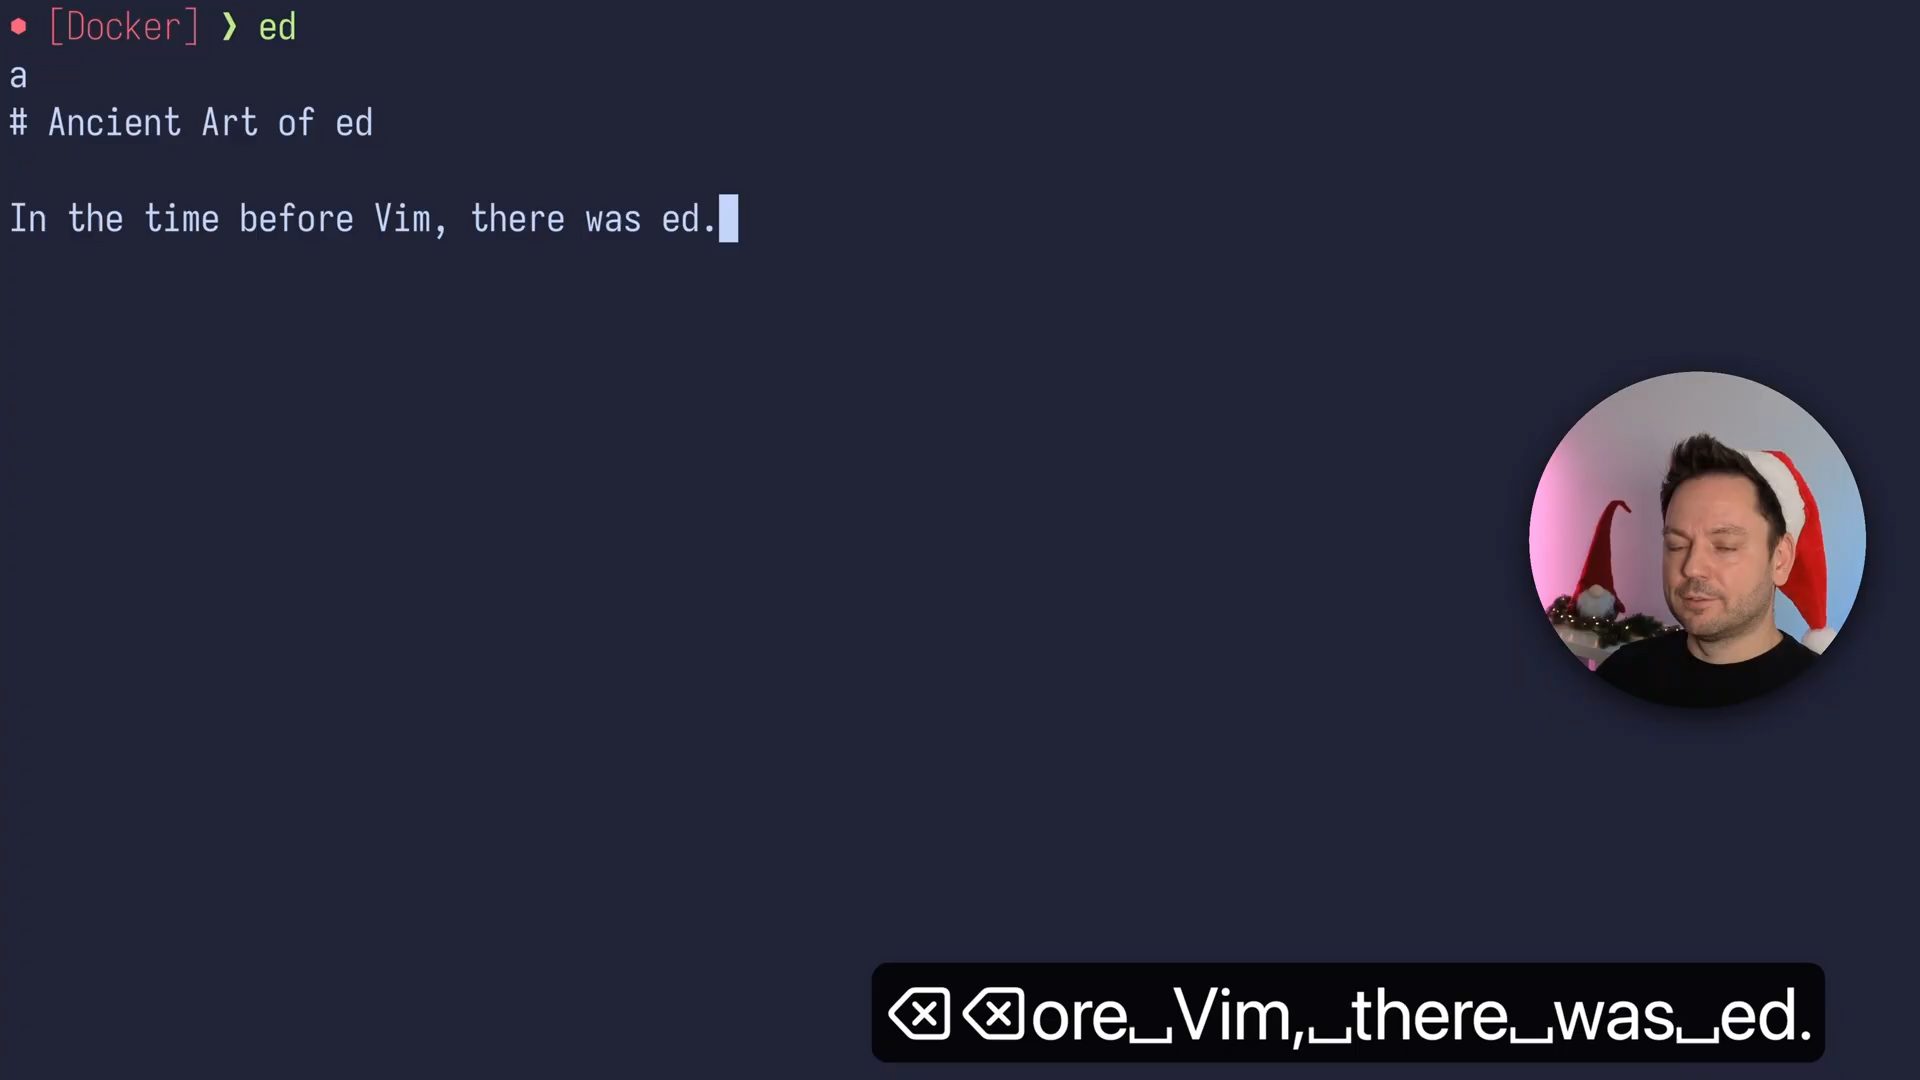 [Docker] ❯ ed
a
# Ancient Art of ed
In the time before Vim, there was ed.
⌫⌫ore␣Vim,␣there␣was␣ed.